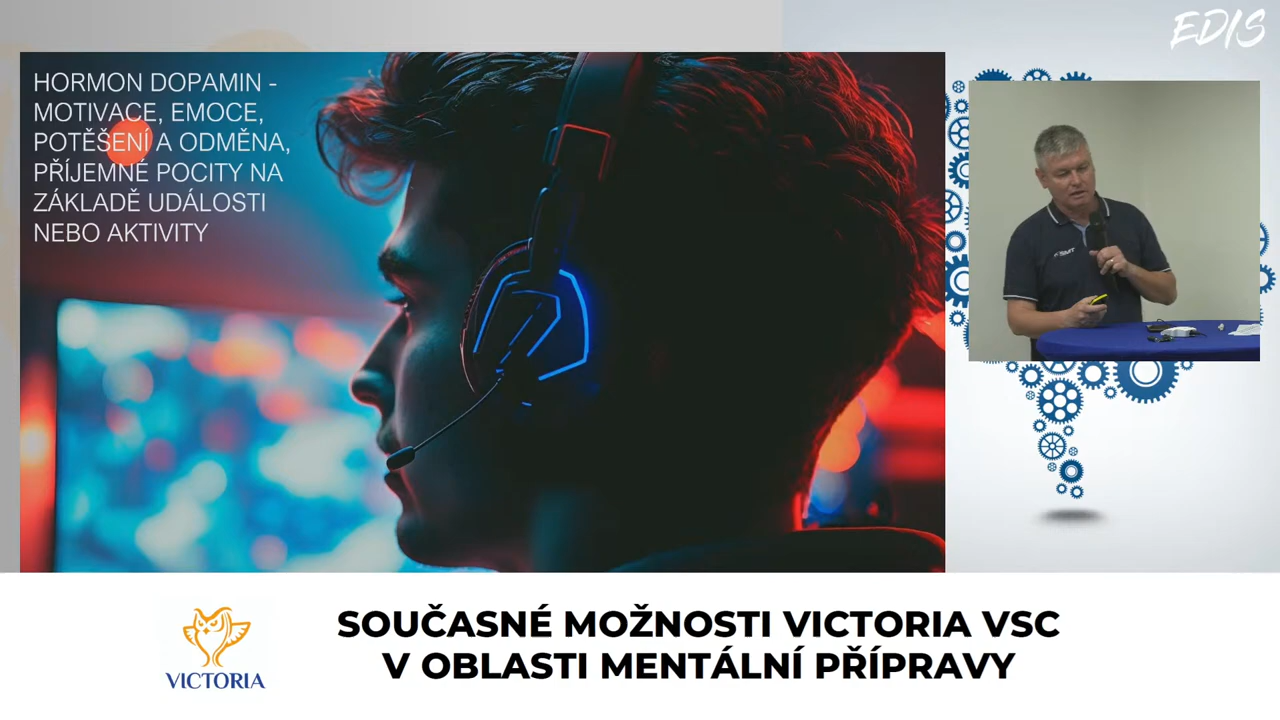 EDIS
HORMON DOPAMIN -
MOTIVACE, EMOCE,
POTĚŠENÍ A ODMĚNA,
PŘÍJEMNÉ POCITY NA
ZÁKLADĚ UDÁLOSTI
NEBO AKTIVITY
VICTORIA
SOUČASNÉ MOŽNOSTI VICTORIA VSC
V OBLASTI MENTÁLNÍ PŘÍPRAVY